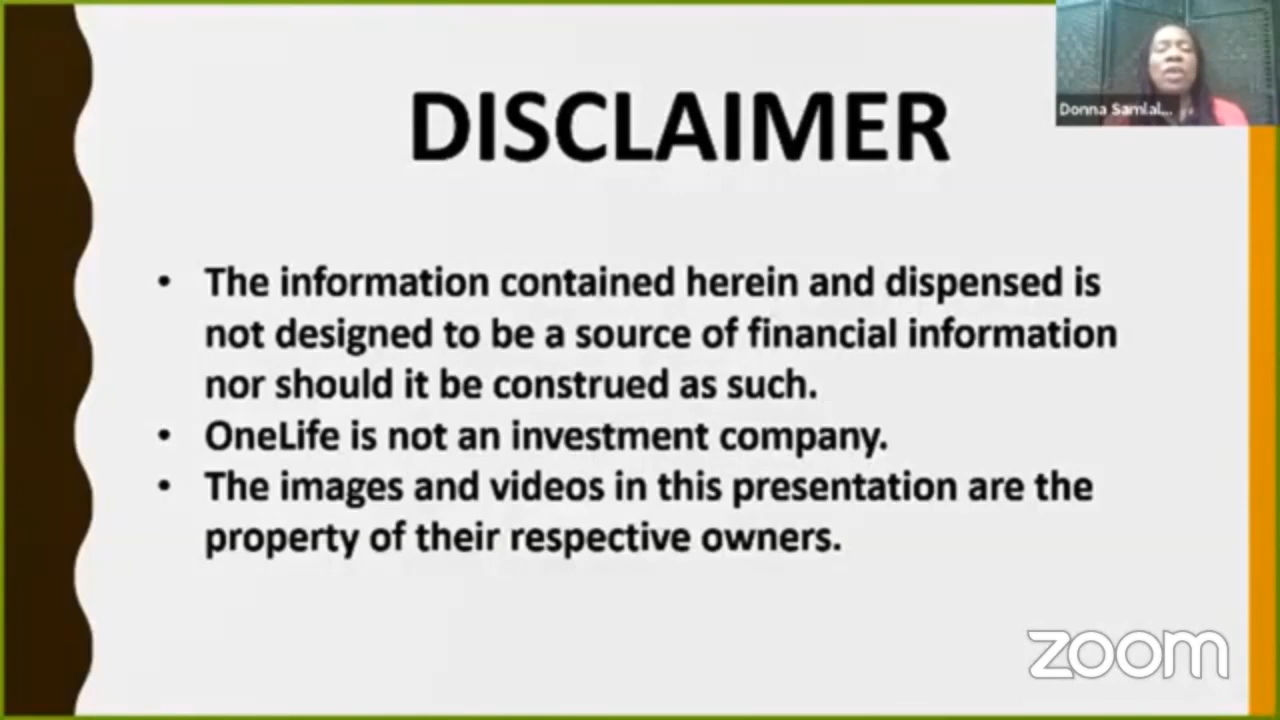 Donna Samlal...
DISCLAIMER
• The information contained herein and dispensed is
not designed to be a source of financial information
nor should it be construed as such.
• OneLife is not an investment company.
• The images and videos in this presentation are the
property of their respective owners.
zoom